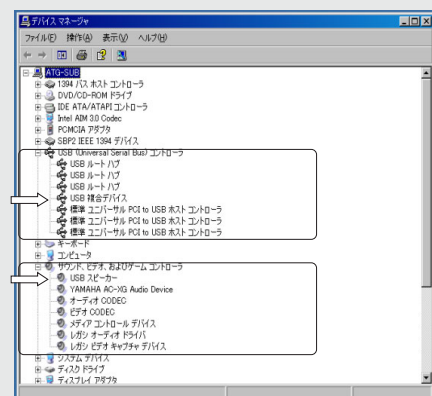 デバイス マネージャ
ファイル(F) 操作(A) 表示(V) ヘルプ(H)
ATG-SUB
1394 バス ホスト コントローラ
DVD/CD-ROM ドライブ
IDE ATA/ATAPI コントローラ
Intel AIM 3.0 Codec
PCMCIA アダプタ
SBP2 IEEE 1394 デバイス
USB (Universal Serial Bus) コントローラ
USB ルート ハブ
USB ルート ハブ
USB ルート ハブ
USB 複合デバイス
標準 ユニバーサル PCI to USB ホスト コントローラ
標準 ユニバーサル PCI to USB ホスト コントローラ
標準 ユニバーサル PCI to USB ホスト コントローラ
キーボード
コンピュータ
サウンド、ビデオ、およびゲーム コントローラ
USB スピーカー
YAMAHA AC-XG Audio Device
オーディオ CODEC
ビデオ CODEC
メディア コントロール デバイス
レガシ オーディオ ドライバ
レガシ ビデオ キャプチャ デバイス
システム デバイス
ディスク ドライブ
ディスプレイ アダプタ